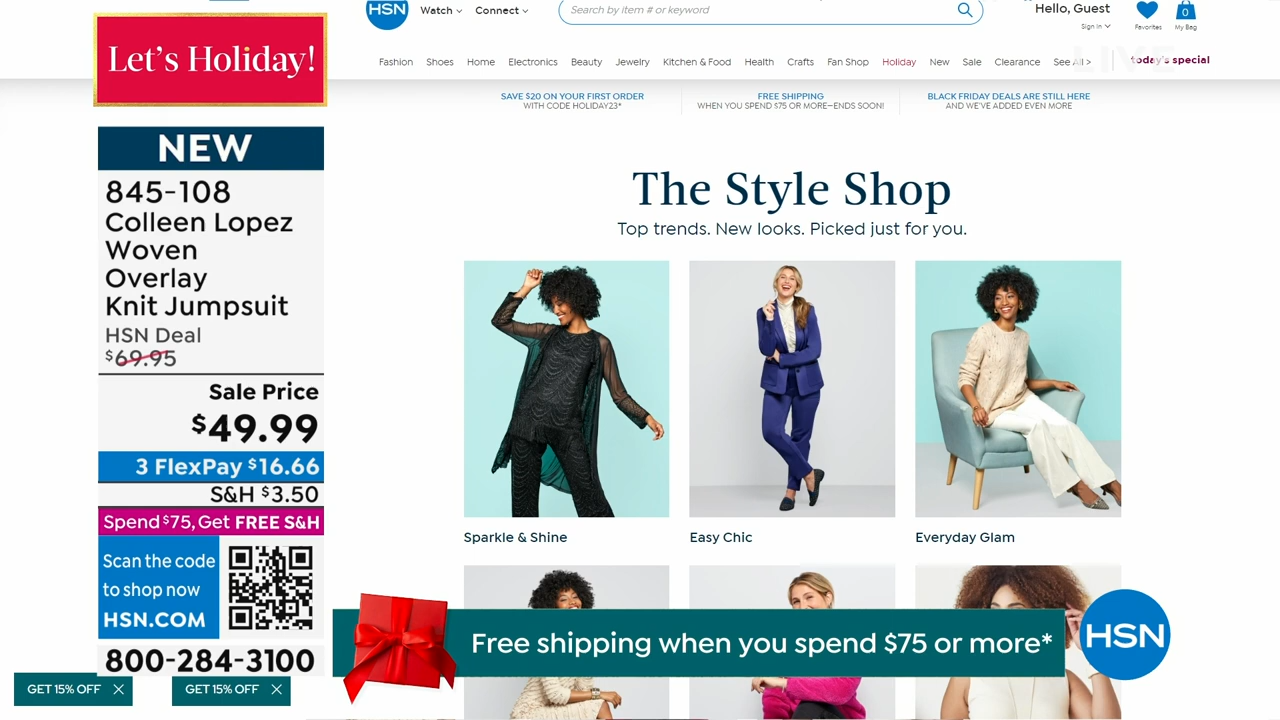 Let's Holiday!
NEW
845-108
Colleen Lopez
Woven
Overlay
Knit Jumpsuit
HSN Deal
$69.95
Sale Price
$49.99
3 FlexPay $16.66
S&H $3.50
Spend $75, Get FREE S&H
Scan the code
to shop now
HSN.COM
800-284-3100
GET 15% OFF
GET 15% OFF
HSN
Watch
Connect
Search by item # or keyword
Hello, Guest
Sign In
Favorites
0
My Bag
LIVE
Fashion Shoes Home Electronics Beauty Jewelry Kitchen & Food Health Crafts Fan Shop Holiday New Sale Clearance See All > today's special
SAVE $20 ON YOUR FIRST ORDER
WITH CODE HOLIDAY23*
FREE SHIPPING
WHEN YOU SPEND $75 OR MORE—ENDS SOON!
BLACK FRIDAY DEALS ARE STILL HERE
AND WE'VE ADDED EVEN MORE
The Style Shop
Top trends. New looks. Picked just for you.
Sparkle & Shine
Easy Chic
Everyday Glam
Free shipping when you spend $75 or more*
HSN